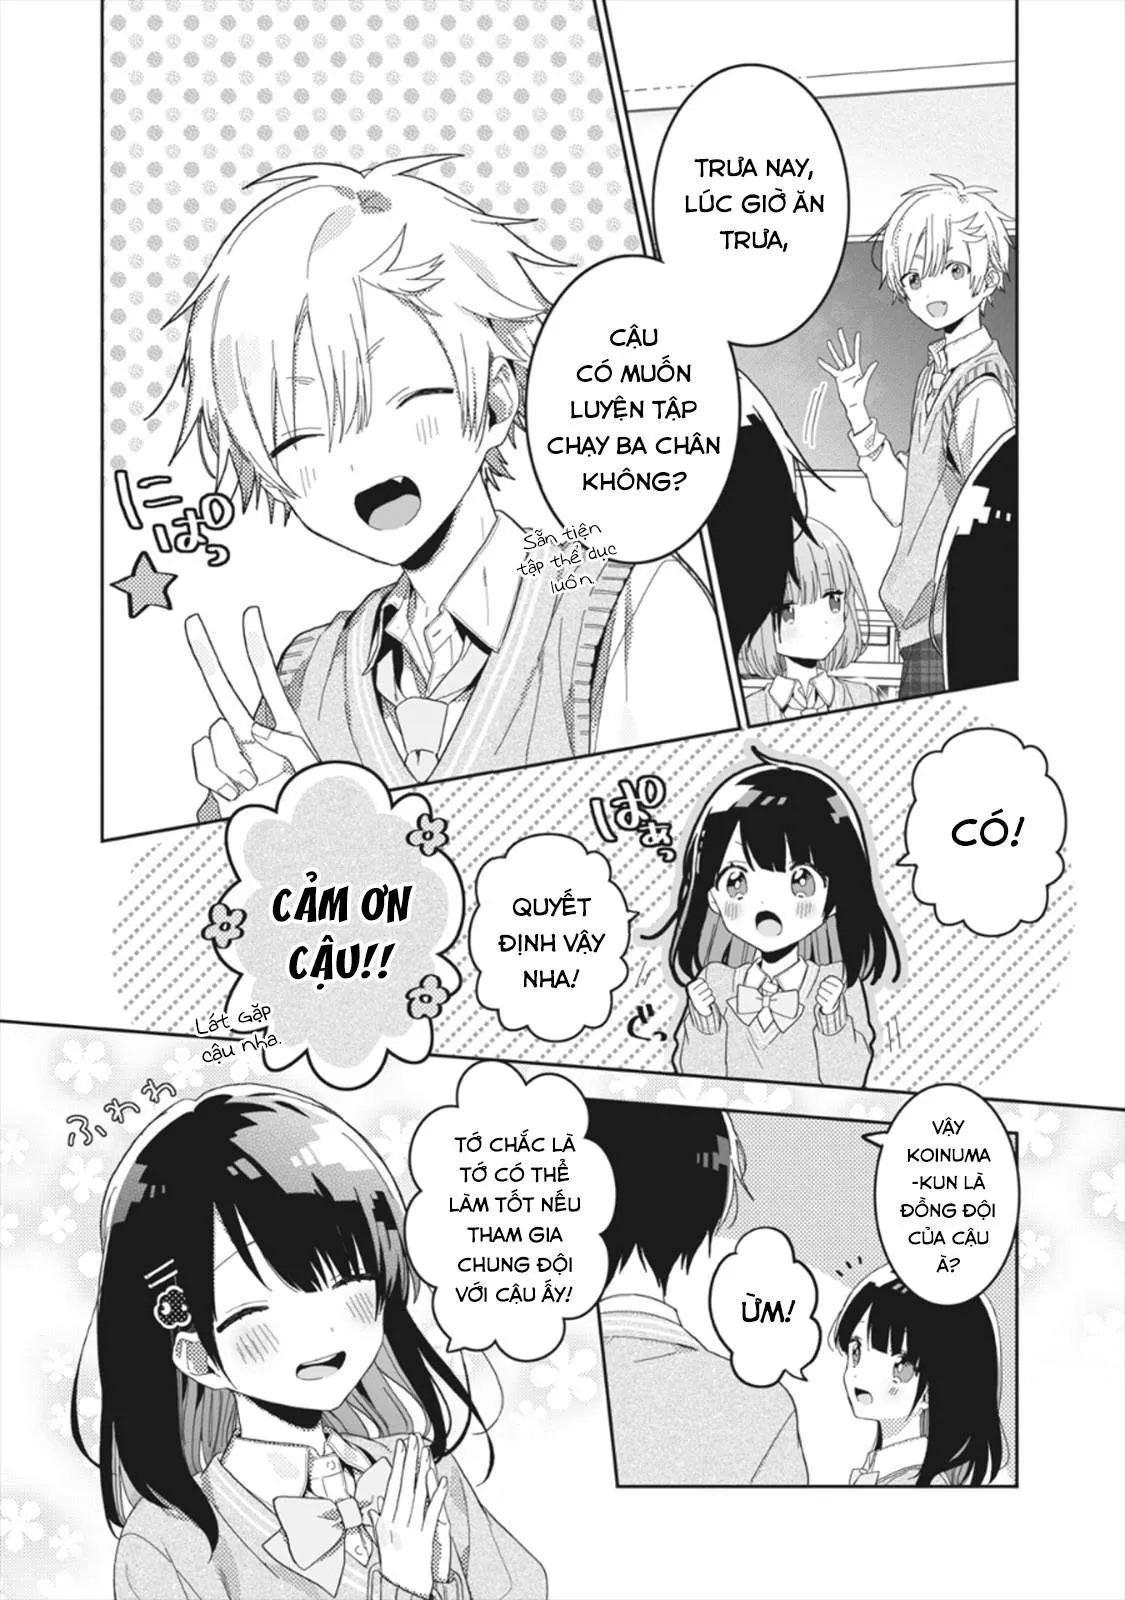 TRƯA NAY,
LÚC GIỜ ĂN
TRƯA,
CẬU
CÓ MUỐN
LUYỆN TẬP
CHẠY BA CHÂN
KHÔNG?
Sẵn tiện
tập thể dục
luôn.
にぱっ
CÓ!
ぱあっ
QUYẾT
ĐỊNH VẬY
NHA!
CẢM ƠN
CẬU!!
Lát Gặp
cậu nha.
VẬY
KOINUMA
-KUN LÀ
ĐỒNG ĐỘI
CỦA CẬU
À?
ỪM!
TỚ CHẮC LÀ
TỚ CÓ THỂ
LÀM TỐT NẾU
THAM GIA
CHUNG ĐỘI
VỚI CẬU ẤY!
ふわわ